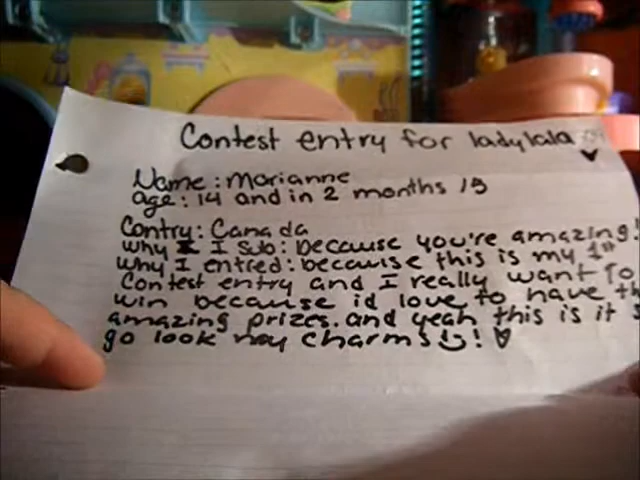 Contest entry for ladylala
Name: Marianne
age: 14 and in 2 months 15
Contry: Canada
why I sub: because you're amazing!
why I entred: because this is my 1st
Contest entry and I really want to
win because id love to have th
amazing prizes. and yeah this is it s
go look my charms!